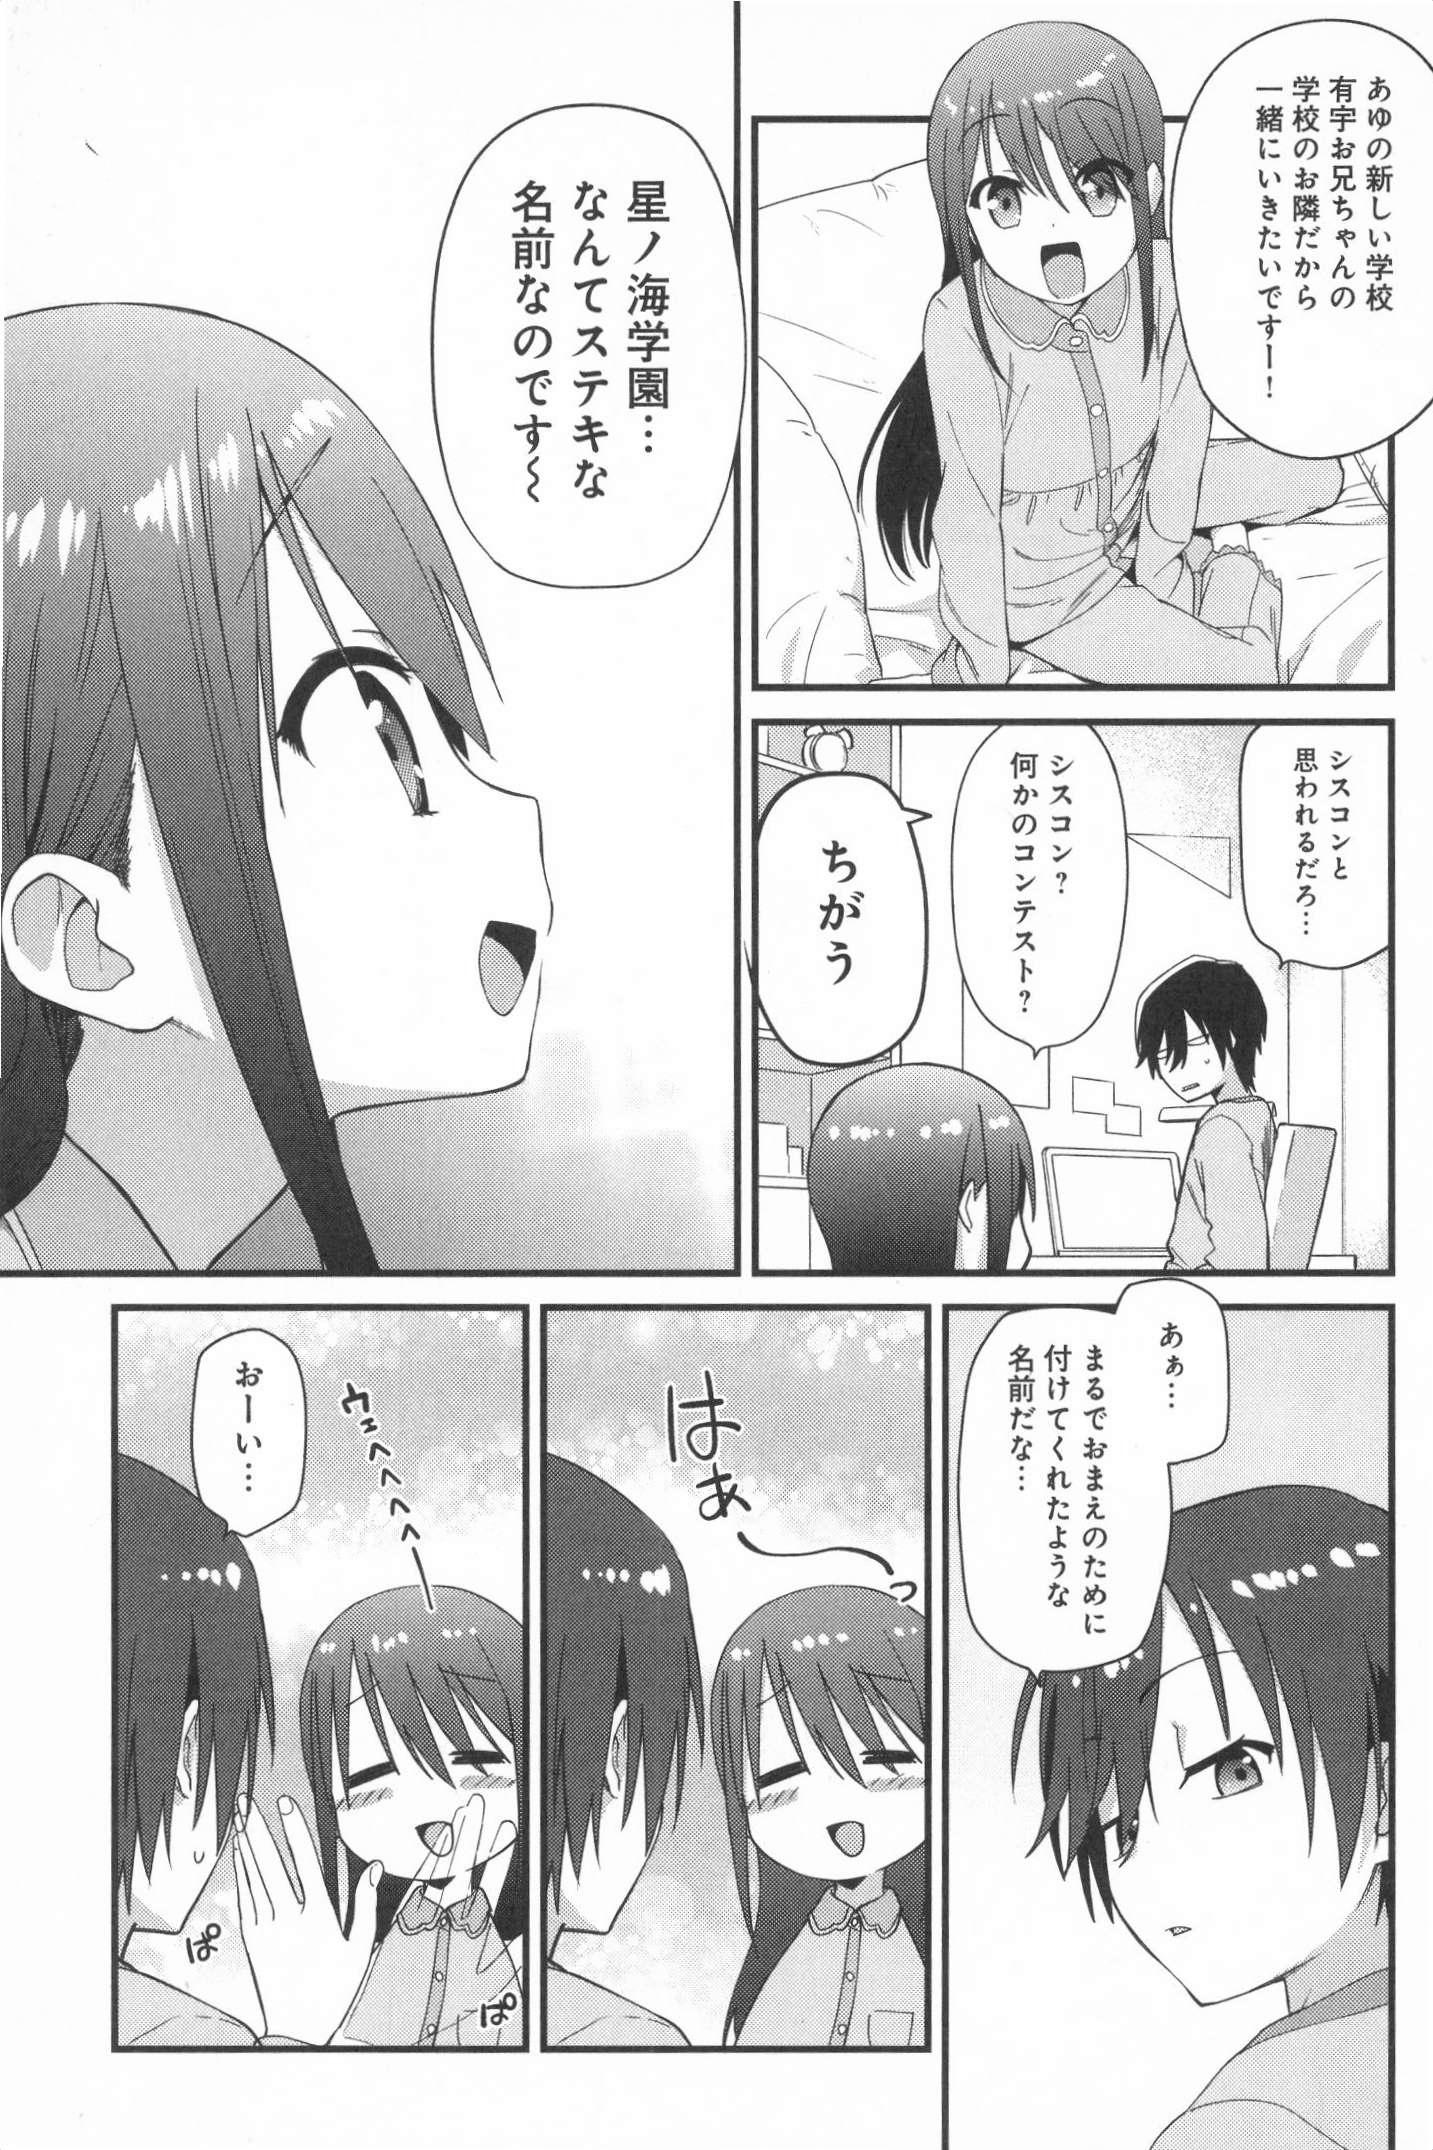 あゆの新しい学校
有宇お兄ちゃんの
学校のお隣だから
一緒にいきたいですー！
シスコンと
思われるだろ…
シスコン？
何かのコンテスト？
ちがう
星ノ海学園…
なんてステキな
名前なのです〜
あぁ…
まるでおまえのために
付けてくれたような
名前だな…
はぁ〜っ
ウェへへへへへ
おーい…
ぱ
ぱ